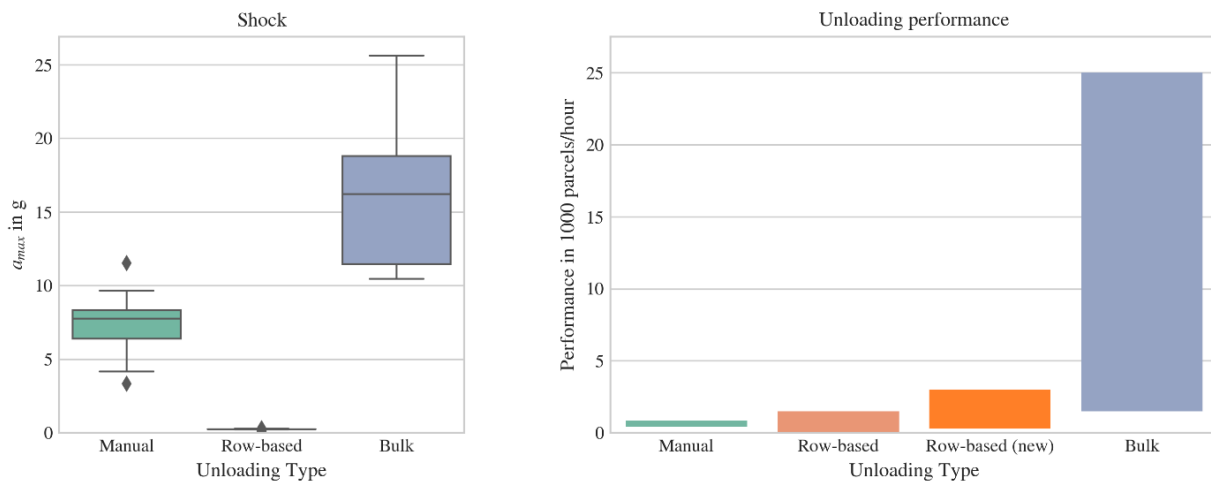 Shock
25
20
15
10
5
0
a_max in g
Manual
Row-based
Bulk
Unloading Type
Unloading performance
25
20
15
10
5
0
Performance in 1000 parcels/hour
Manual
Row-based
Row-based (new)
Bulk
Unloading Type